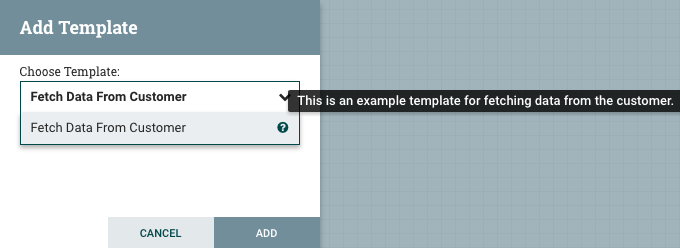 Add Template
Choose Template:
Fetch Data From Customer
This is an example template for fetching data from the customer.
Fetch Data From Customer
?
CANCEL
ADD